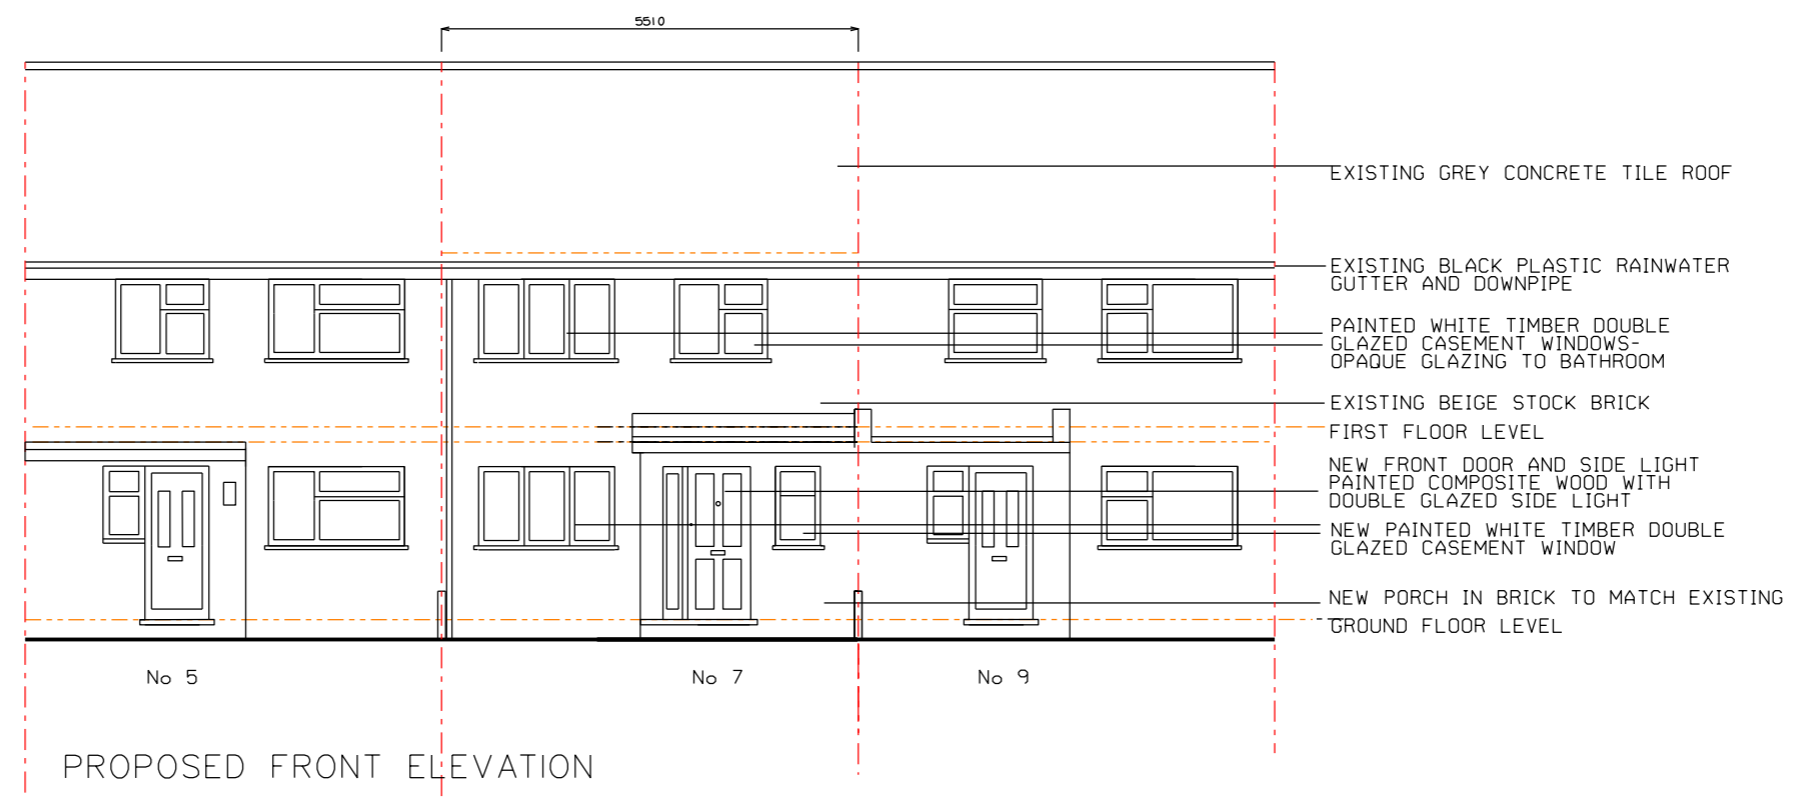 5510
EXISTING GREY CONCRETE TILE ROOF
EXISTING BLACK PLASTIC RAINWATER
GUTTER AND DOWNPIPE
PAINTED WHITE TIMBER DOUBLE
GLAZED CASEMENT WINDOWS-
OPAQUE GLAZING TO BATHROOM
EXISTING BEIGE STOCK BRICK
FIRST FLOOR LEVEL
NEW FRONT DOOR AND SIDE LIGHT
PAINTED COMPOSITE WOOD WITH
DOUBLE GLAZED SIDE LIGHT
NEW PAINTED WHITE TIMBER DOUBLE
GLAZED CASEMENT WINDOW
NEW PORCH IN BRICK TO MATCH EXISTING
GROUND FLOOR LEVEL
No 5
No 7
No 9
PROPOSED FRONT ELEVATION